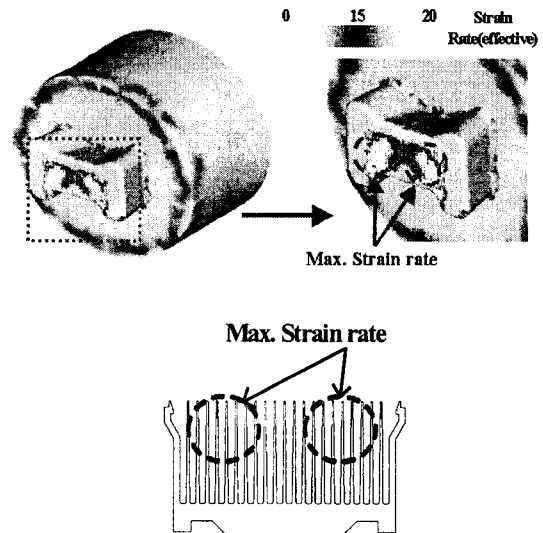 0 15 20 Strain
Rate(effective)
Max. Strain rate
Max. Strain rate